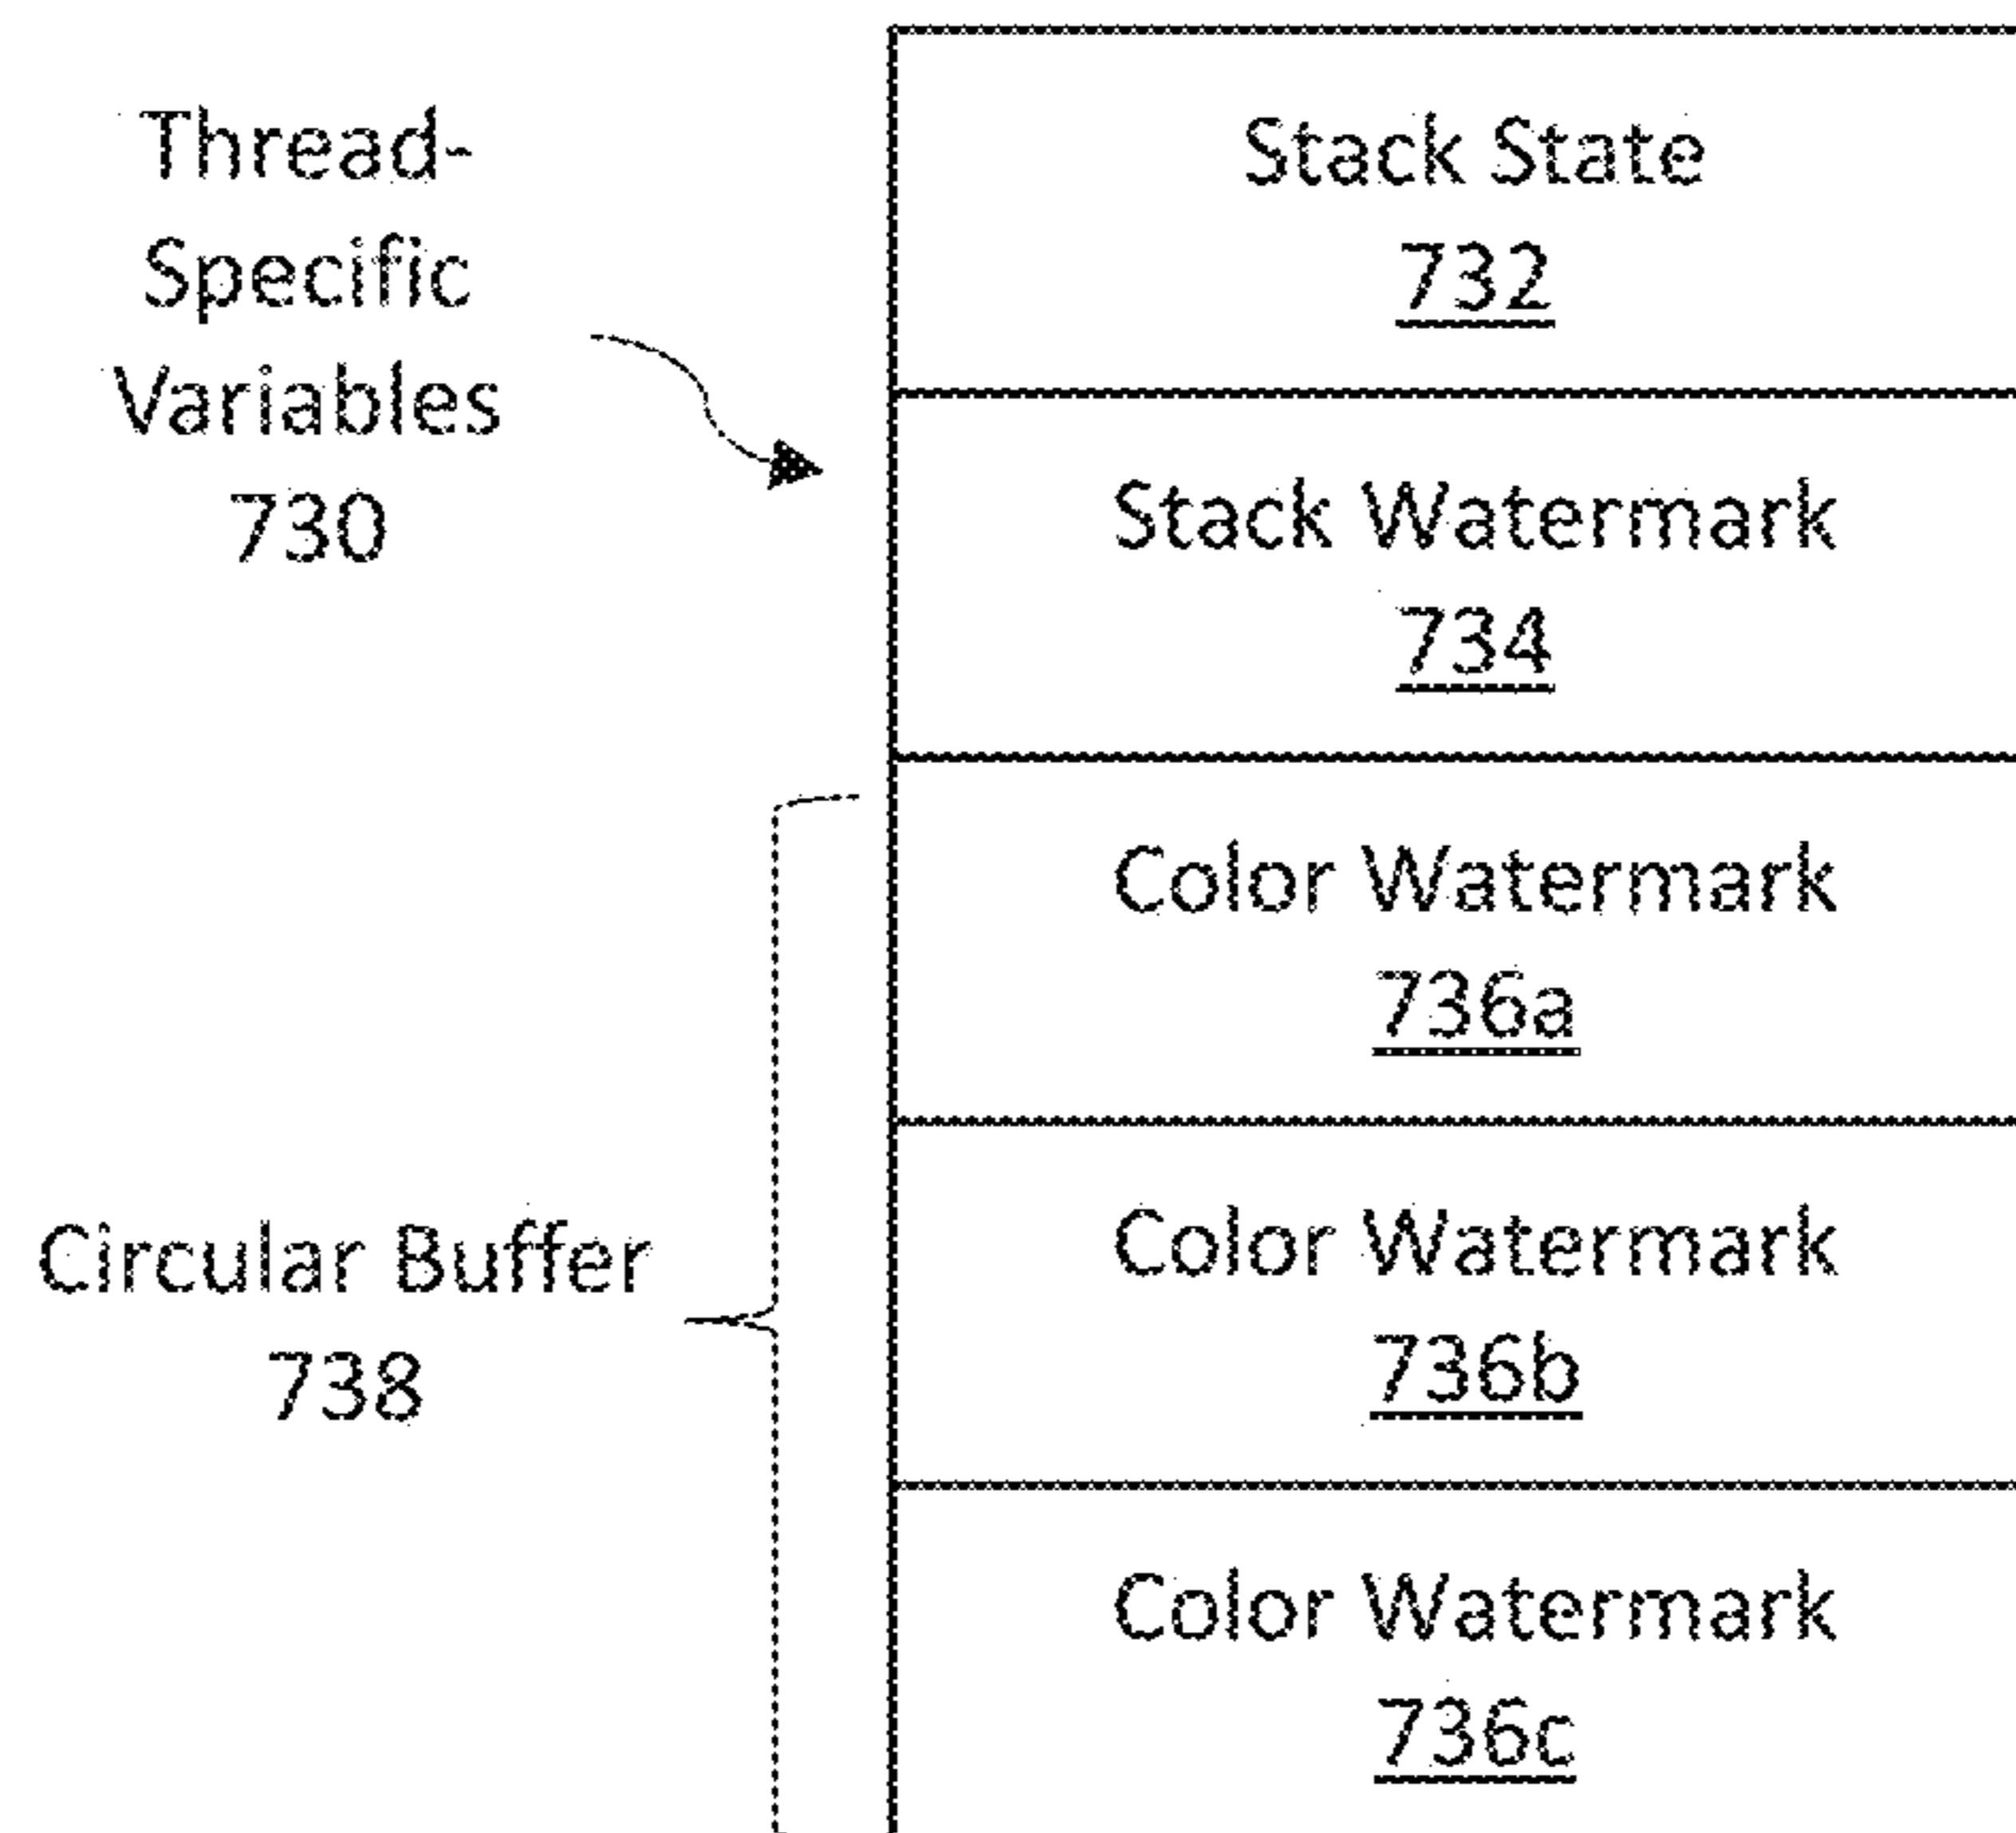 Thread-
Specific
Variables
730
Stack State
732
Stack Watermark
734
Color Watermark
736a
Circular Buffer
738
Color Watermark
736b
Color Watermark
736c